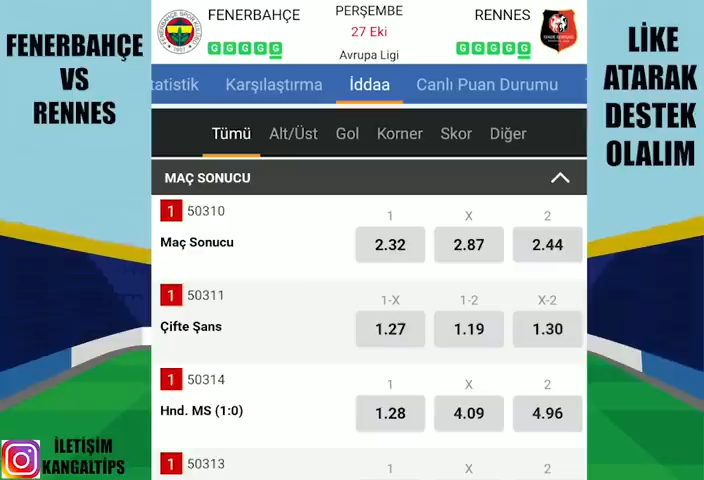 FENERBAHÇE
VS
RENNES
FENERBAHÇE
G G G G G
PERŞEMBE
27 Eki
Avrupa Ligi
RENNES
G G G G G
LİKE
ATARAK
DESTEK
OLALIM
tatistik Karşılaştırma İddaa Canlı Puan Durumu
Tümü Alt/Üst Gol Korner Skor Diğer
MAÇ SONUCU
1 50310 1 X 2
Maç Sonucu 2.32 2.87 2.44
1 50311 1-X 1-2 X-2
Çifte Şans 1.27 1.19 1.30
1 50314 1 X 2
Hnd. MS (1:0) 1.28 4.09 4.96
1 50313 1 X 2
İLETİŞİM
KANGALTİPS